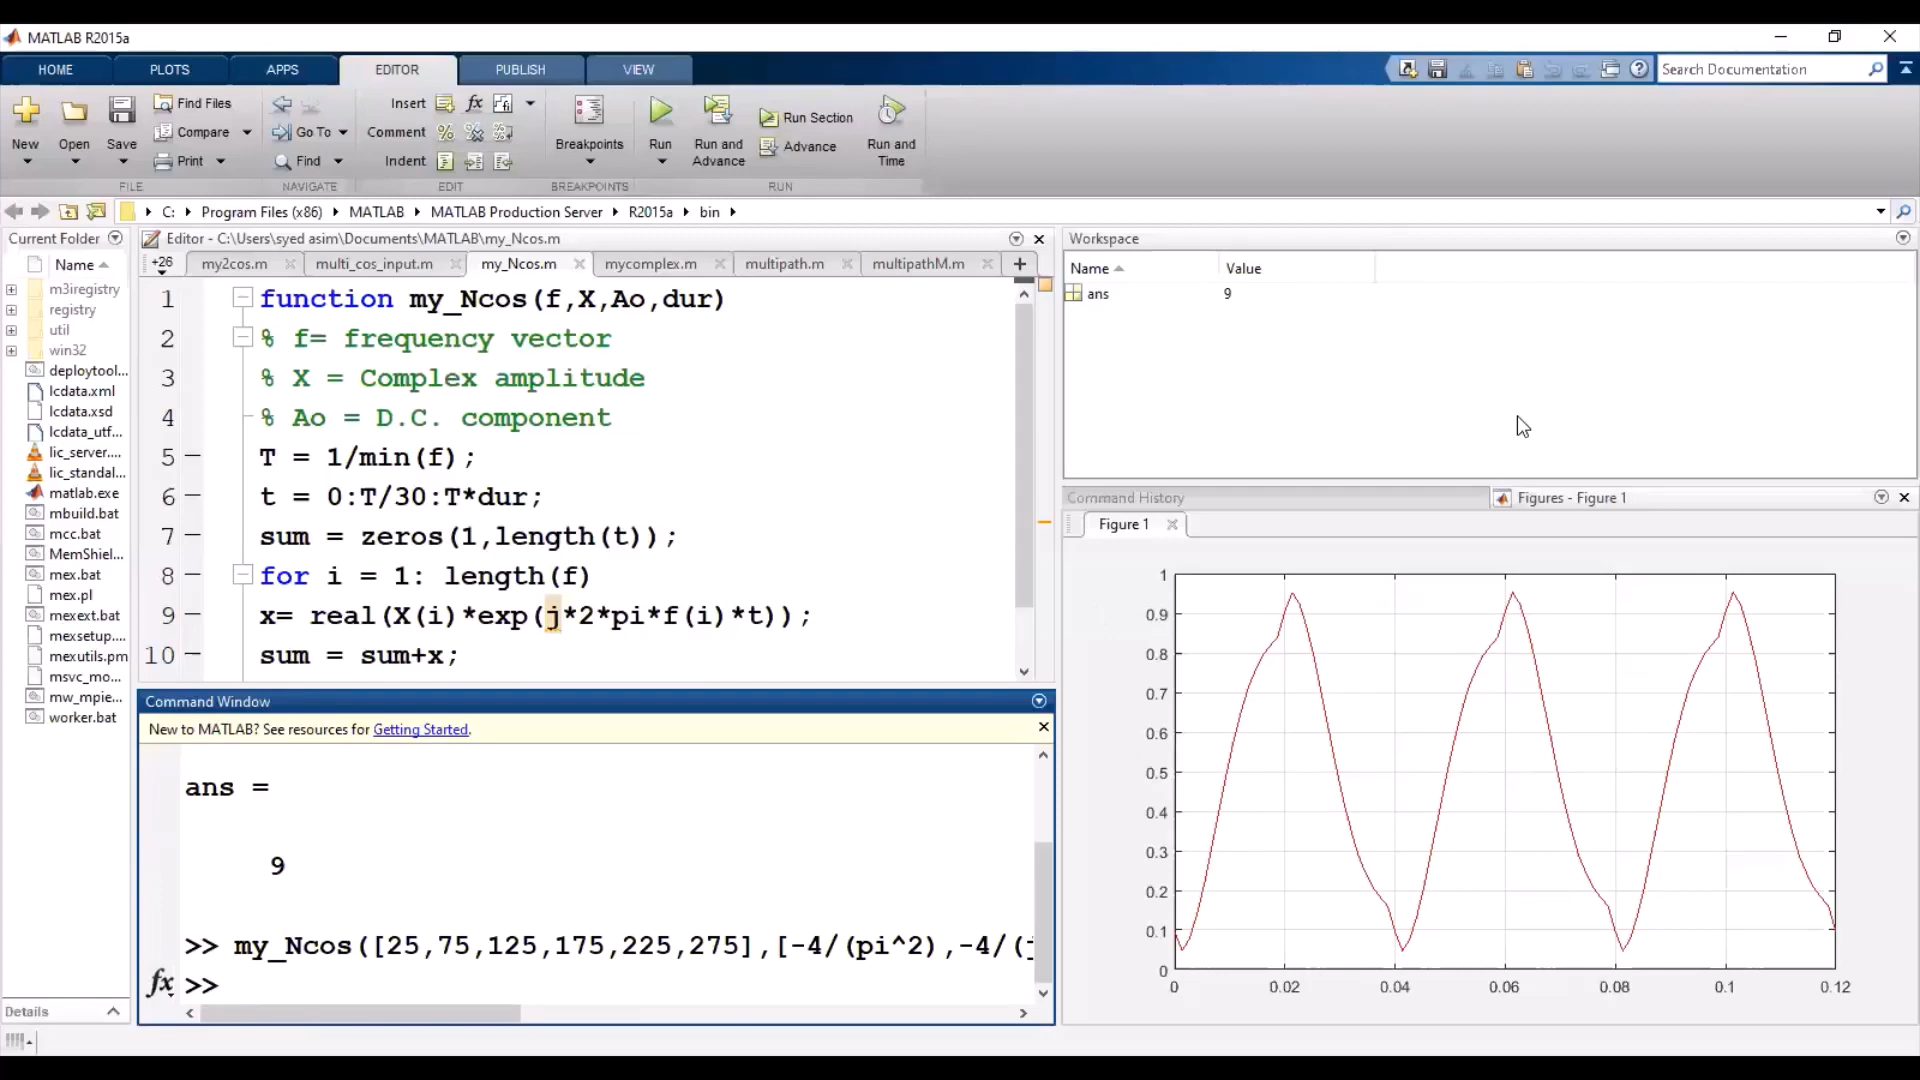 MATLAB R2015a
HOME PLOTS APPS EDITOR PUBLISH VIEW
Search Documentation
New Open Save
Find Files
Compare
Print
Go To
Find
Insert fx
Comment
Indent
Breakpoints
Run
Run and Advance
Run Section
Advance
Run and Time
FILE NAVIGATE EDIT BREAKPOINTS RUN
C: Program Files (x86) MATLAB MATLAB Production Server R2015a bin
Current Folder
Name
m3iregistry
registry
util
win32
deploytool...
lcdata.xml
lcdata.xsd
lcdata_utf...
lic_server....
lic_standal...
matlab.exe
mbuild.bat
mcc.bat
MemShiel...
mex.bat
mex.pl
mexext.bat
mexsetup....
mexutils.pm
msvc_mo...
mw_mpie...
worker.bat
Details
Editor - C:\Users\syed asim\Documents\MATLAB\my_Ncos.m
+26 my2cos.m multi_cos_input.m my_Ncos.m mycomplex.m multipath.m multipathM.m +
1 function my_Ncos(f,X,Ao,dur)
2 % f= frequency vector
3 % X = Complex amplitude
4 % Ao = D.C. component
5 T = 1/min(f);
6 t = 0:T/30:T*dur;
7 sum = zeros(1,length(t));
8 for i = 1: length(f)
9 x= real(X(i)*exp(j*2*pi*f(i)*t));
10 sum = sum+x;
Command Window
New to MATLAB? See resources for Getting Started.
ans =
9
>> my_Ncos([25,75,125,175,225,275],[-4/(pi^2),-4/(
fx >>
Workspace
Name Value
ans 9
Command History
Figures - Figure 1
Figure 1
1
0.9
0.8
0.7
0.6
0.5
0.4
0.3
0.2
0.1
0
0 0.02 0.04 0.06 0.08 0.1 0.12